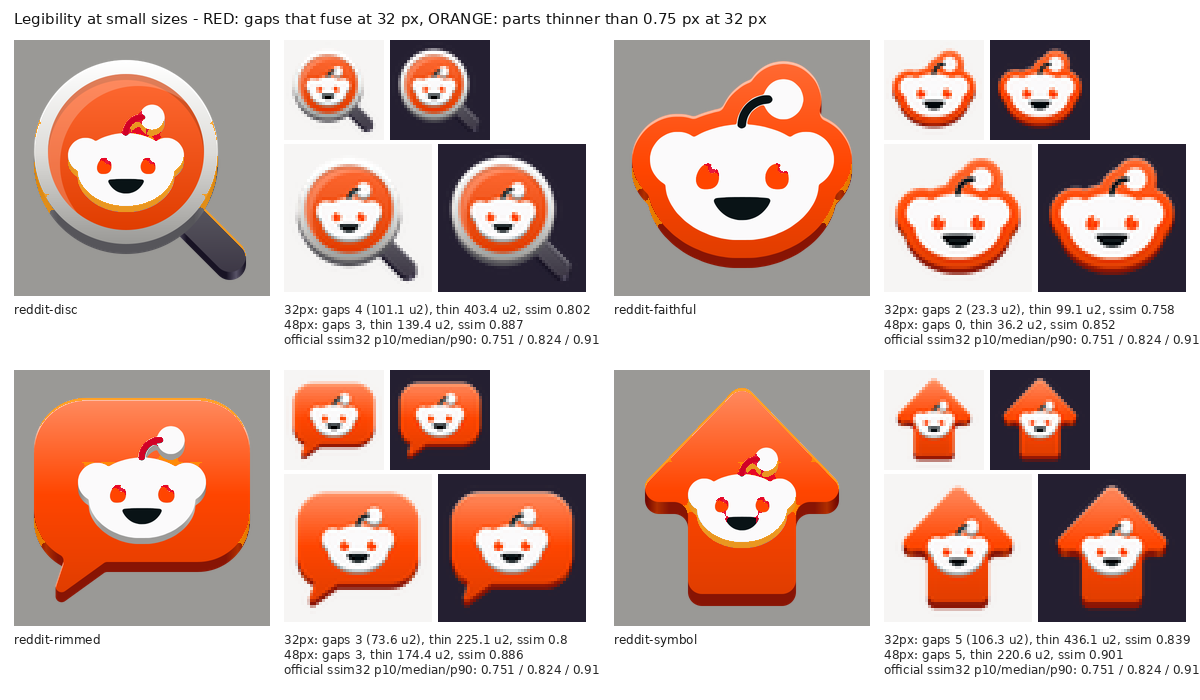 Legibility at small sizes - RED: gaps that fuse at 32 px, ORANGE: parts thinner than 0.75 px at 32 px
reddit-disc
32px: gaps 4 (101.1 u2), thin 403.4 u2, ssim 0.802
48px: gaps 3, thin 139.4 u2, ssim 0.887
official ssim32 p10/median/p90: 0.751 / 0.824 / 0.91
reddit-faithful
32px: gaps 2 (23.3 u2), thin 99.1 u2, ssim 0.758
48px: gaps 0, thin 36.2 u2, ssim 0.852
official ssim32 p10/median/p90: 0.751 / 0.824 / 0.91
reddit-rimmed
32px: gaps 3 (73.6 u2), thin 225.1 u2, ssim 0.8
48px: gaps 3, thin 174.4 u2, ssim 0.886
official ssim32 p10/median/p90: 0.751 / 0.824 / 0.91
reddit-symbol
32px: gaps 5 (106.3 u2), thin 436.1 u2, ssim 0.839
48px: gaps 5, thin 220.6 u2, ssim 0.901
official ssim32 p10/median/p90: 0.751 / 0.824 / 0.91